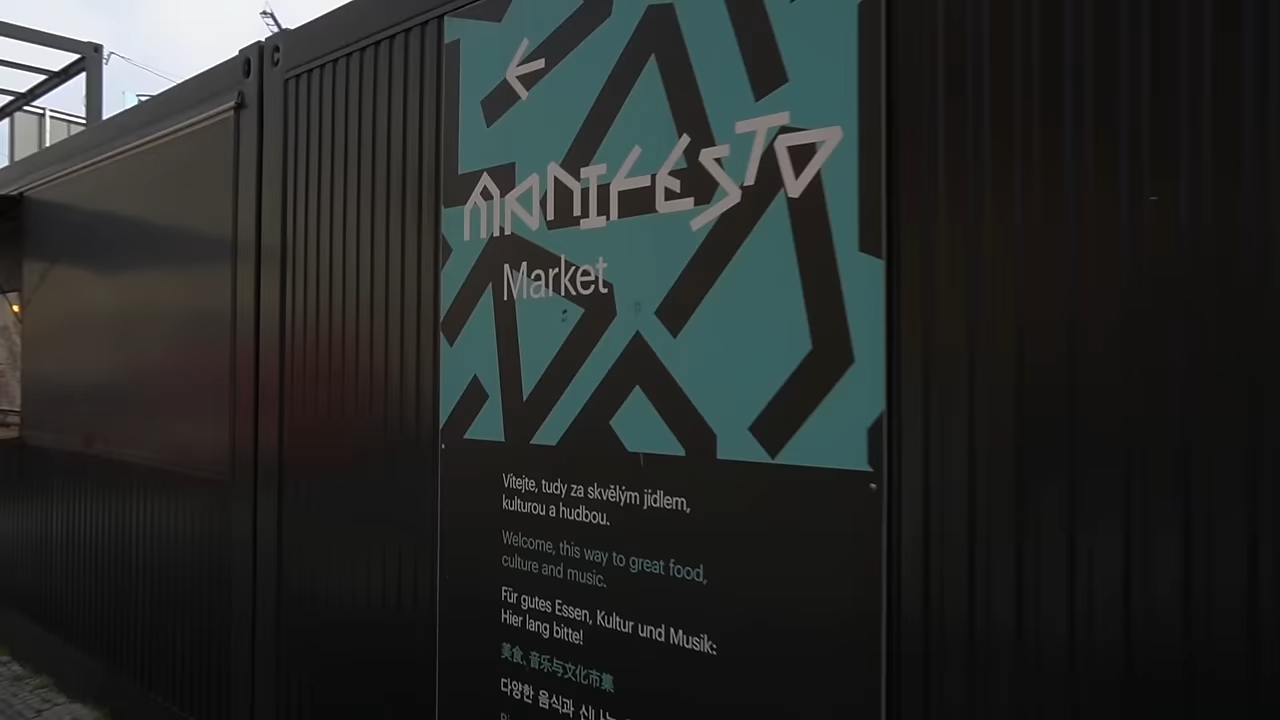 ←
MANIFESTO
Market
Vítejte, tudy za skvělým jídlem,
kulturou a hudbou.
Welcome, this way to great food,
culture and music.
Für gutes Essen, Kultur und Musik:
Hier lang bitte!
美食、音乐与文化市集
다양한 음식과